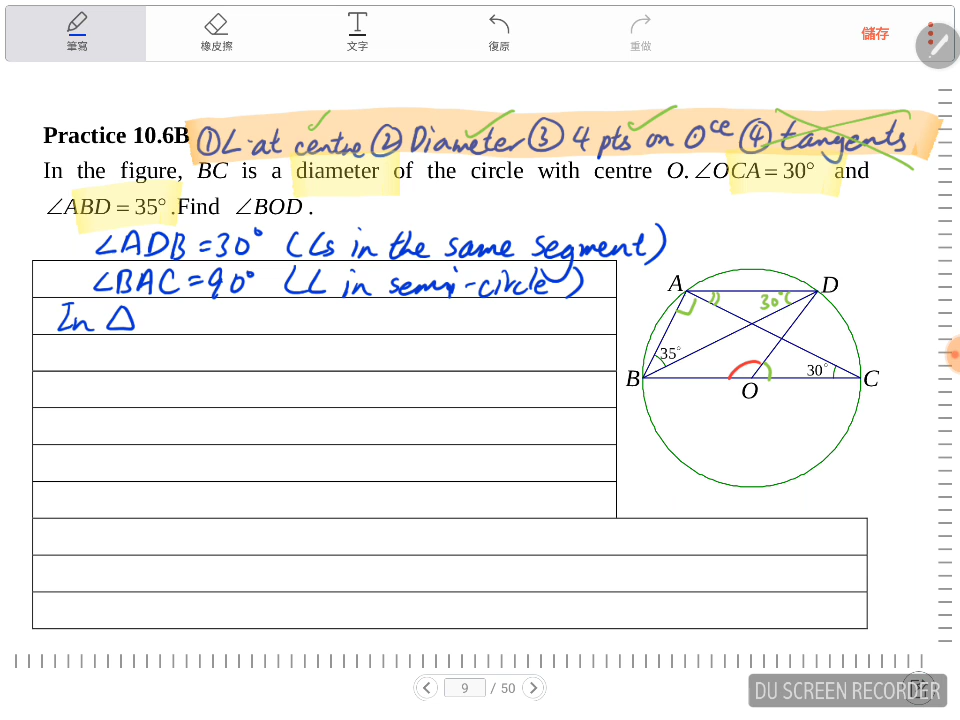 筆寫 橡皮擦 文字 復原 重做 儲存
Practice 10.6B ①∠ at centre ② Diameter ③ 4 pts on ⊙ce ④ tangents
In the figure, BC is a diameter of the circle with centre O. ∠OCA = 30° and
∠ABD = 35° .Find ∠BOD .
∠ADB = 30° (∠s in the same segment)
∠BAC = 90° (∠ in semi-circle)
In △
A D
30°
35°
30°
B C
O
9 / 50
DU SCREEN RECORDER